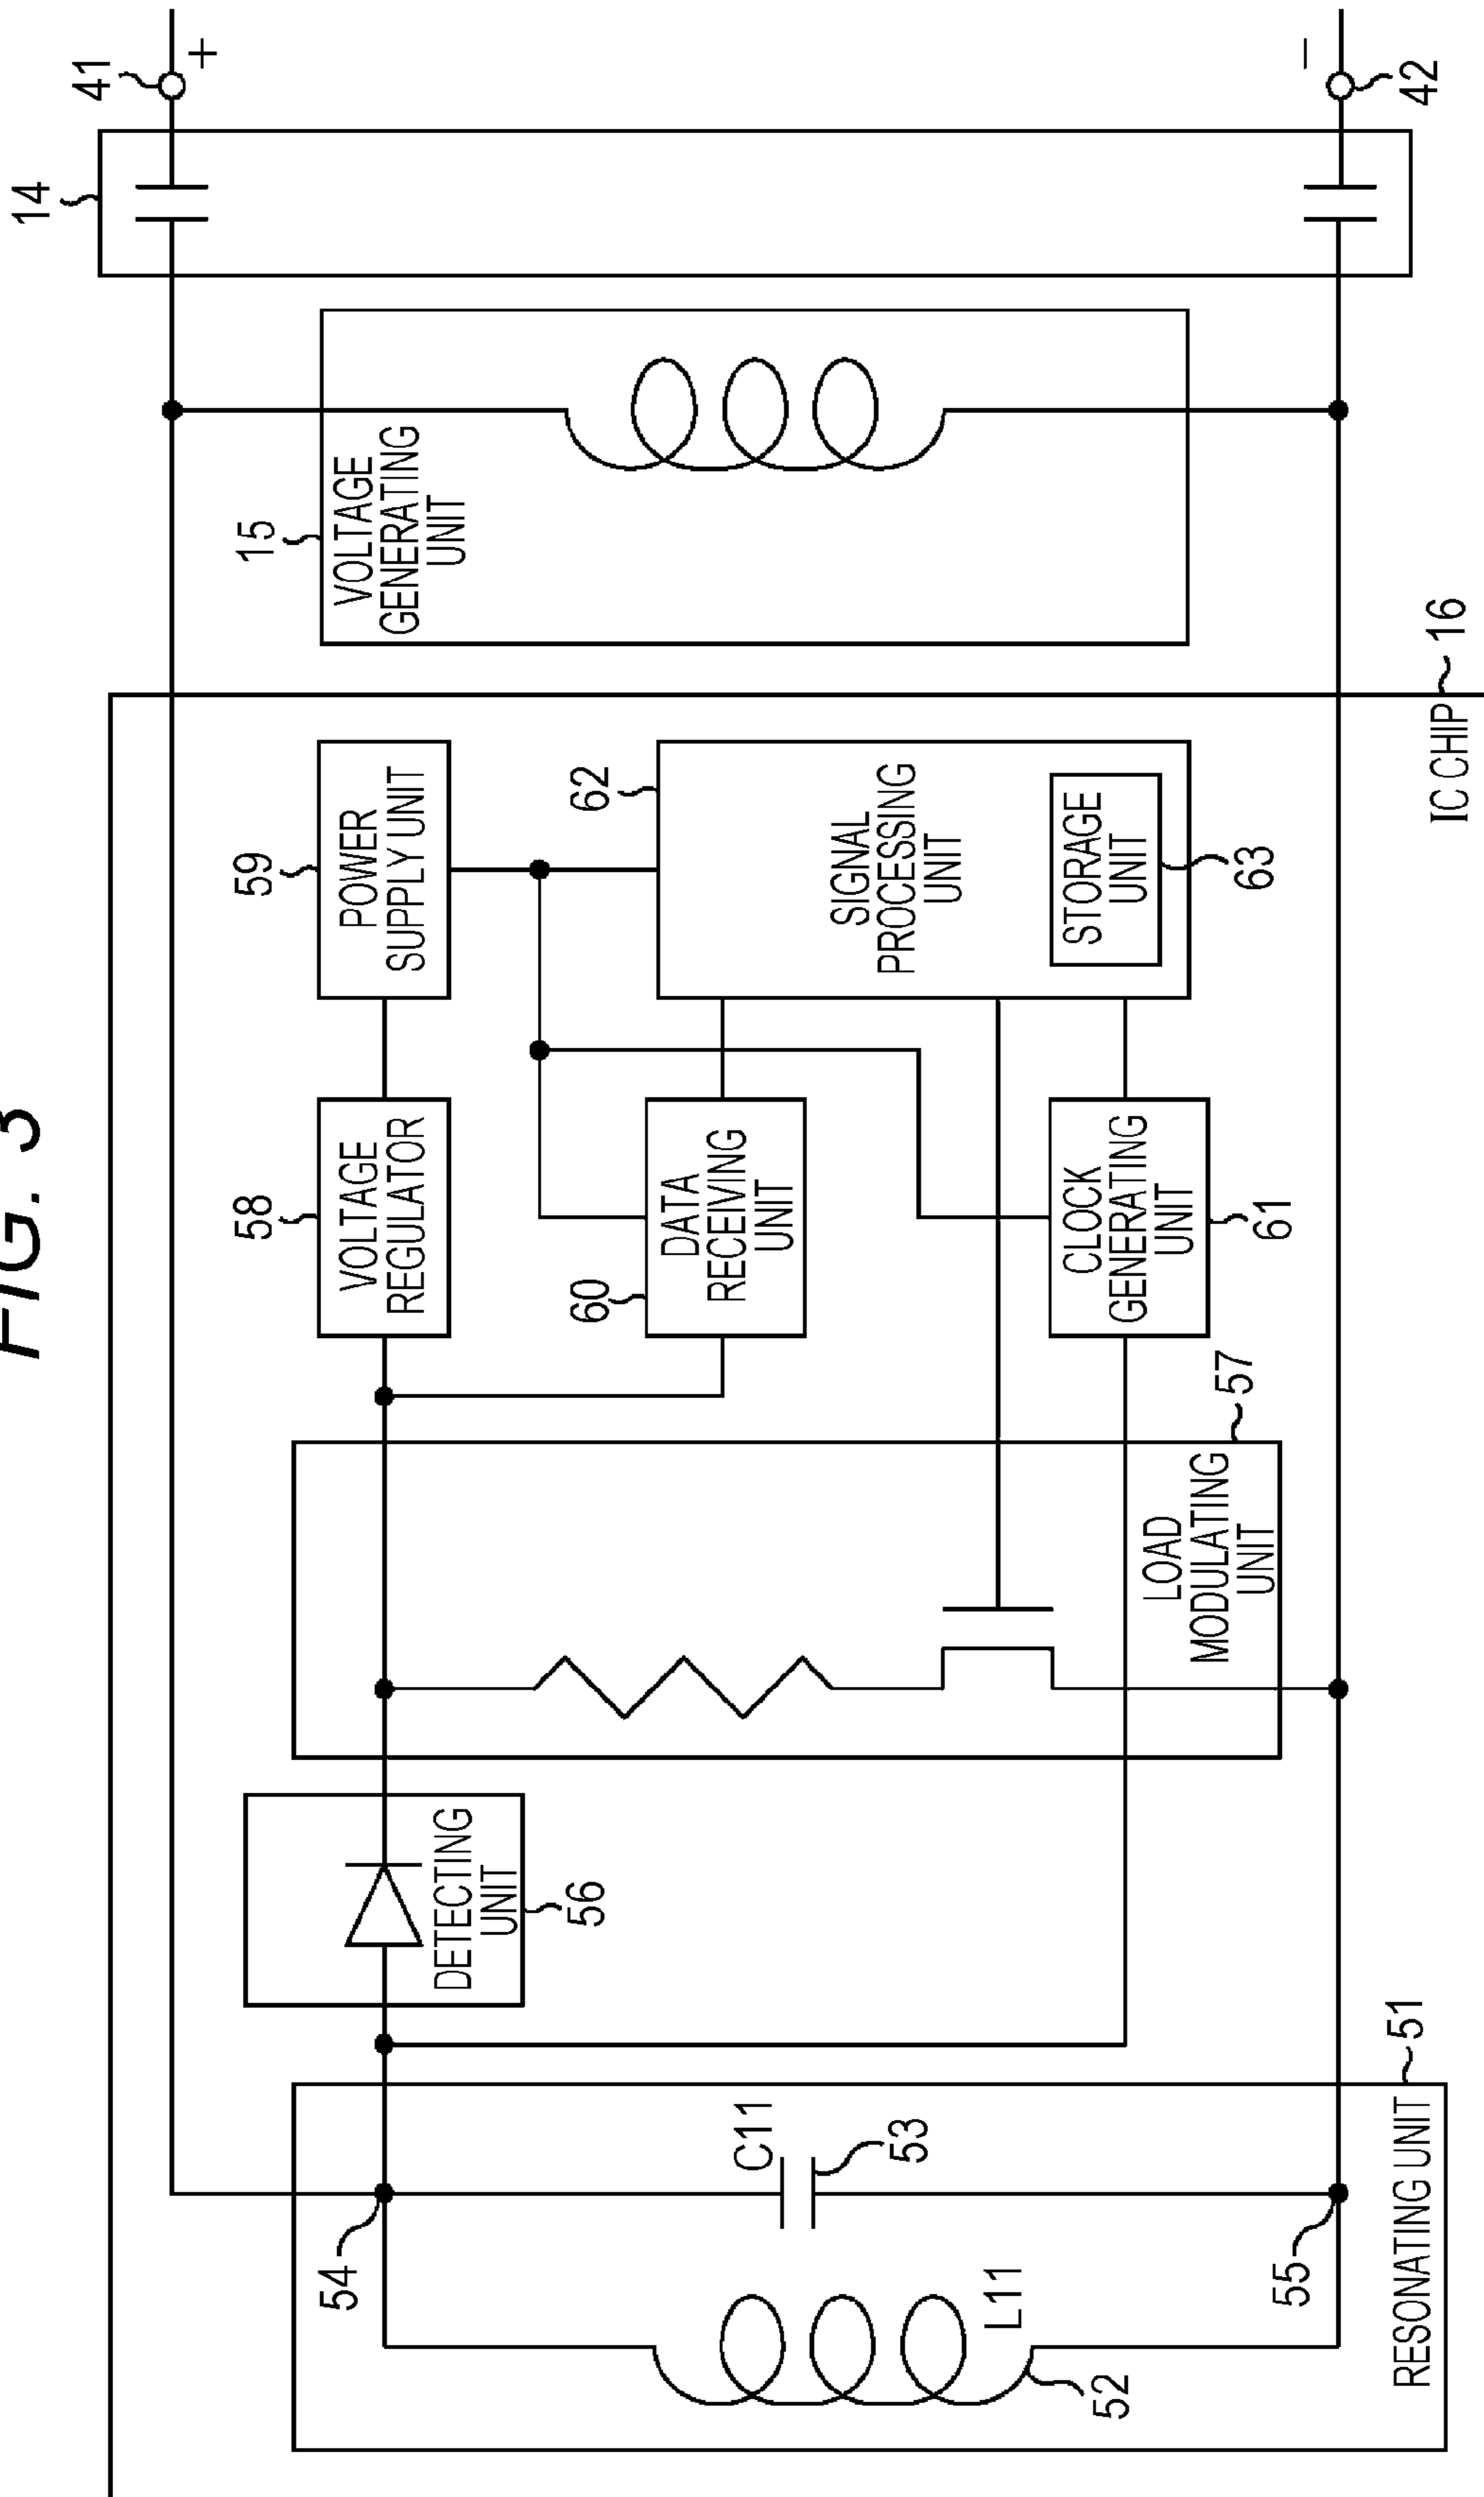 FIG. 3
14
41
+
58
59
15
54
VOLTAGE
REGULATOR
POWER
SUPPLY UNIT
VOLTAGE
GENERATING
UNIT
DETECTING
UNIT
56
60
62
DATA
RECEIVING
UNIT
C11
SIGNAL
PROCESSING
UNIT
53
L11
52
CLOCK
GENERATING
UNIT
STORAGE
UNIT
LOAD
MODULATING
UNIT
57
61
63
55
−
RESONATING UNIT
51
IC CHIP
16
42